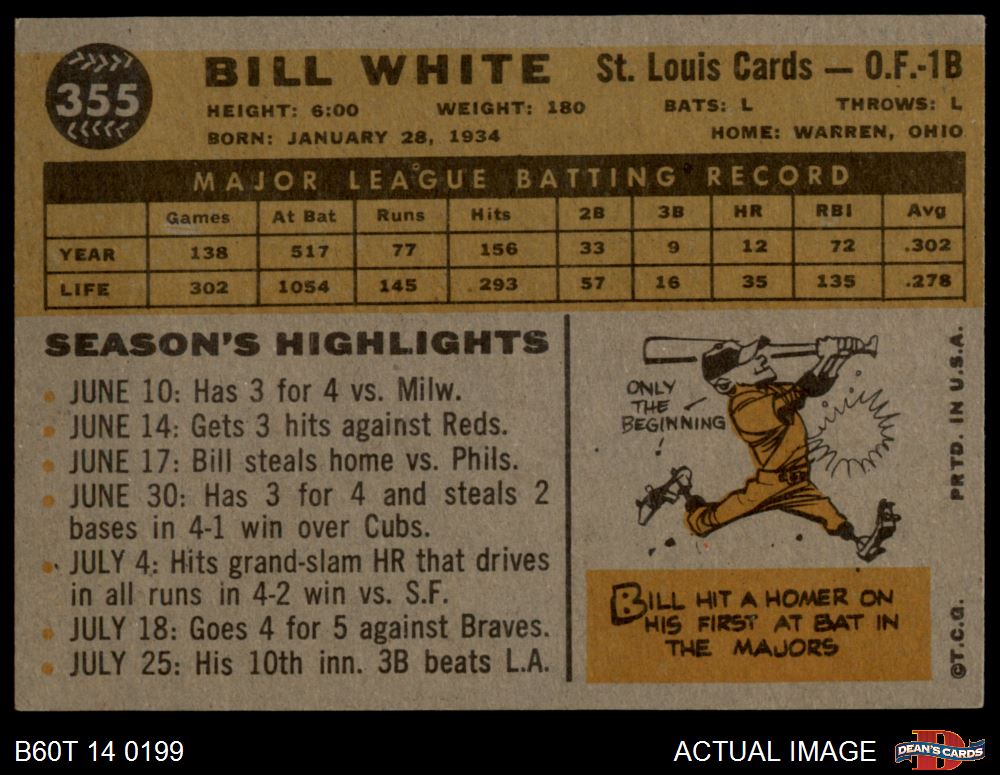 355
BILL WHITE St. Louis Cards — O.F.-1B
HEIGHT: 6:00 WEIGHT: 180 BATS: L THROWS: L
BORN: JANUARY 28, 1934 HOME: WARREN, OHIO
MAJOR LEAGUE BATTING RECORD
Games At Bat Runs Hits 2B 3B HR RBI Avg
YEAR 138 517 77 156 33 9 12 72 .302
LIFE 302 1054 145 293 57 16 35 135 .278
SEASON'S HIGHLIGHTS
• JUNE 10: Has 3 for 4 vs. Milw.
• JUNE 14: Gets 3 hits against Reds.
• JUNE 17: Bill steals home vs. Phils.
• JUNE 30: Has 3 for 4 and steals 2
bases in 4-1 win over Cubs.
• JULY 4: Hits grand-slam HR that drives
in all runs in 4-2 win vs. S.F.
• JULY 18: Goes 4 for 5 against Braves.
• JULY 25: His 10th inn. 3B beats L.A.
ONLY
THE
BEGINNING
!
BILL HIT A HOMER ON
HIS FIRST AT BAT IN
THE MAJORS
PRTD. IN U.S.A.
©T.C.G.
B60T 14 0199
ACTUAL IMAGE
D
DEAN'S CARDS